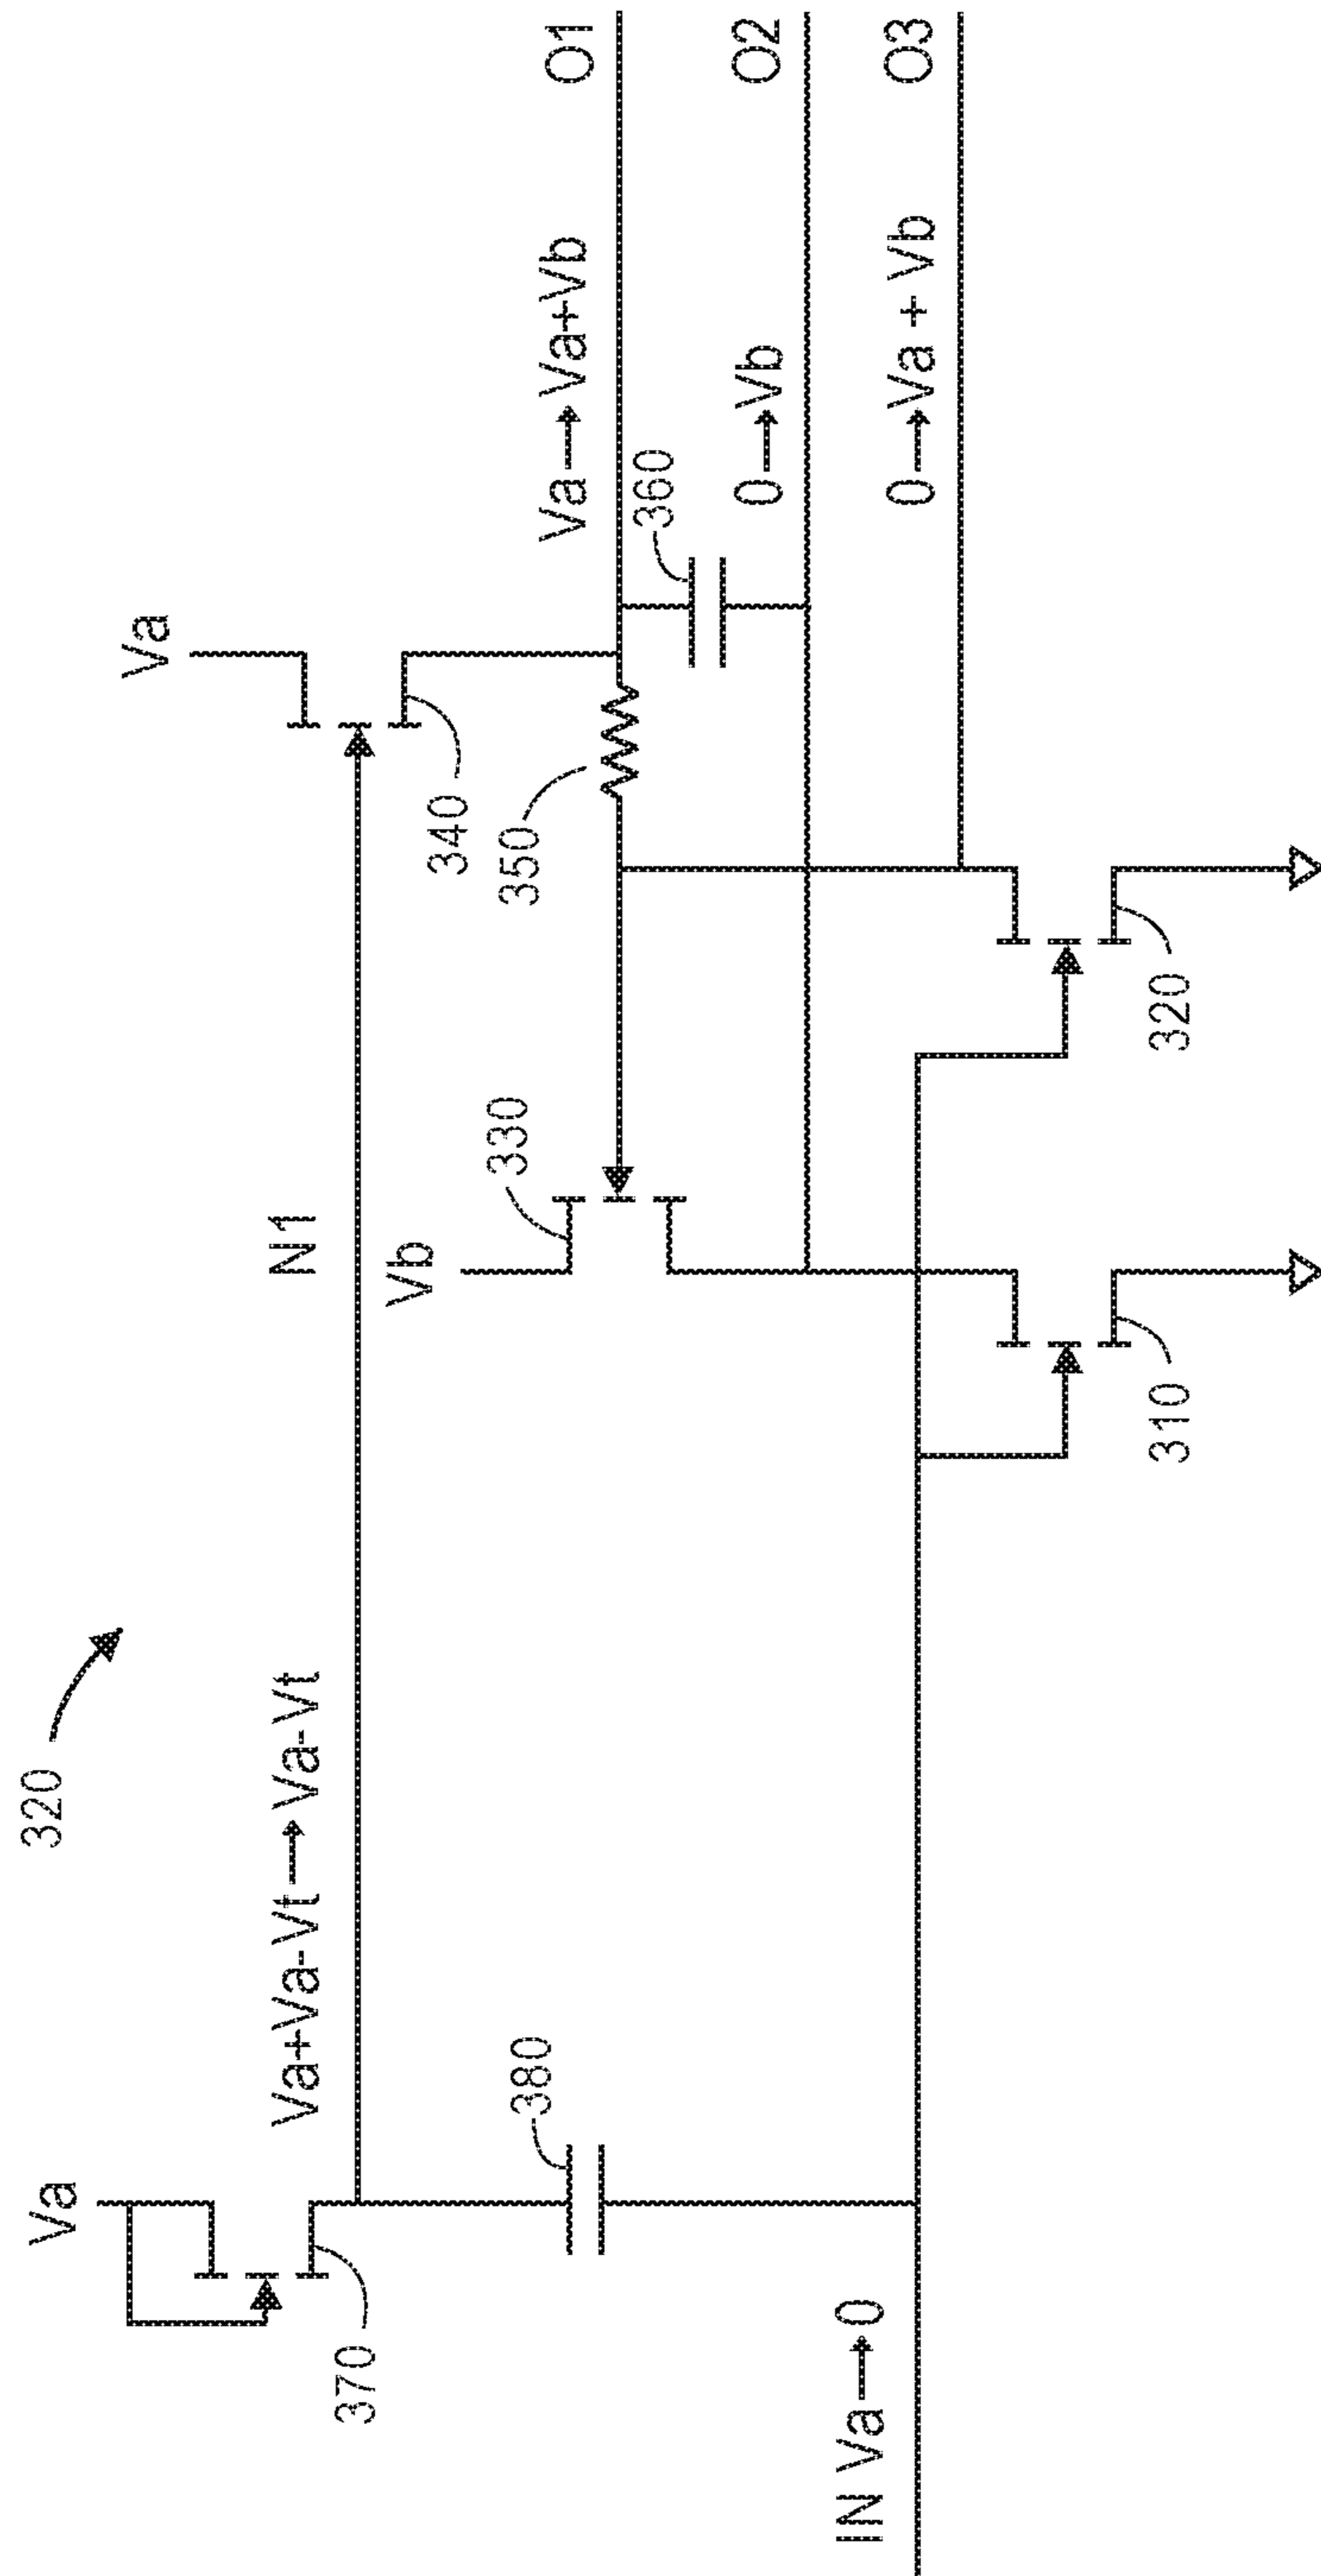 320
Va
Va
Va+Va-Vt→Va-Vt
N1
370
Vb
330
340
380
350
360
Va→Va+Vb
O1
0→Vb
O2
IN Va→0
0→Va + Vb
O3
310
320